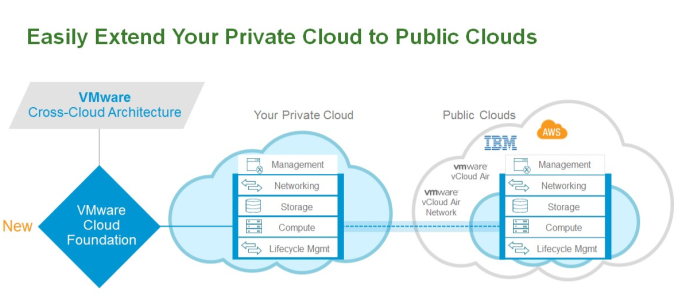 Easily Extend Your Private Cloud to Public Clouds
VMware
Cross-Cloud Architecture
New
VMware
Cloud
Foundation
Your Private Cloud
Management
Networking
Storage
Compute
Lifecycle Mgmt
Public Clouds
IBM
AWS
vmware
vCloud Air
vmware
vCloud Air
Network
Management
Networking
Storage
Compute
Lifecycle Mgmt